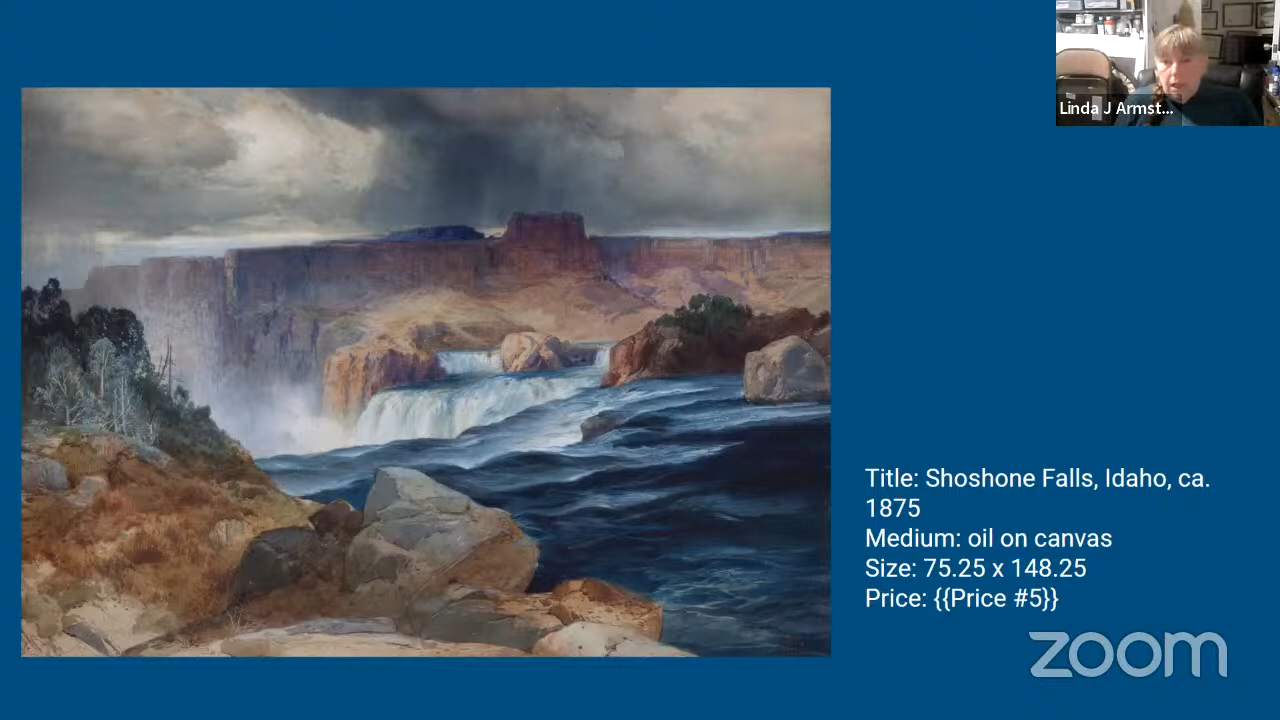 Linda J Armst...
Title: Shoshone Falls, Idaho, ca.
1875
Medium: oil on canvas
Size: 75.25 x 148.25
Price: {{Price #5}}
zoom